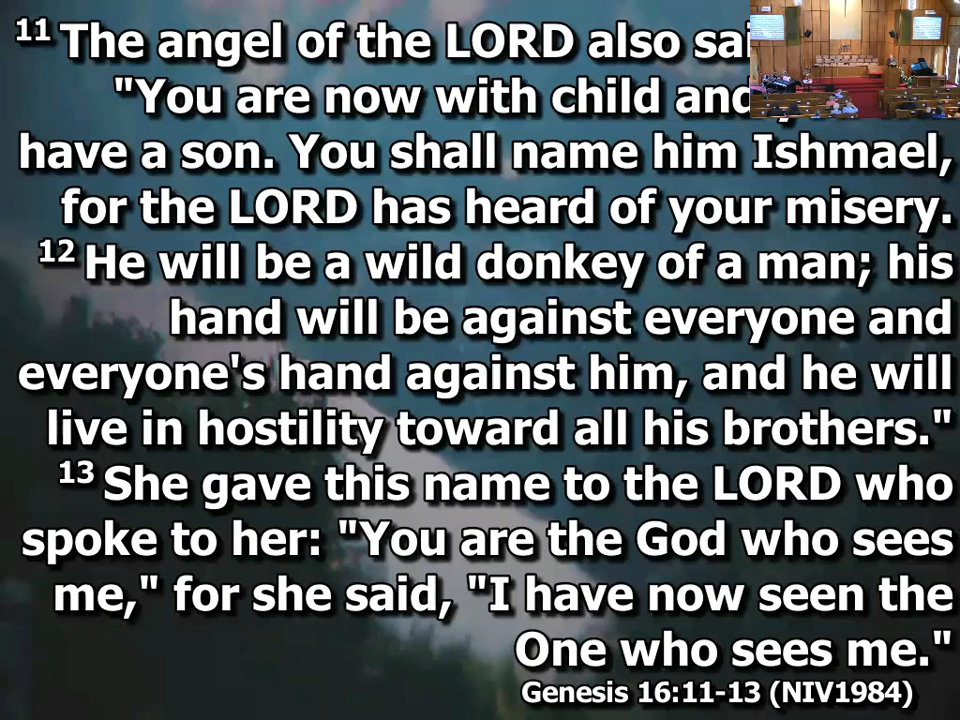 11 The angel of the LORD also
"You are now with child and
have a son. You shall name him Ishmael,
for the LORD has heard of your misery.
12 He will be a wild donkey of a man; his
hand will be against everyone and
everyone's hand against him, and he will
live in hostility toward all his brothers."
13 She gave this name to the LORD who
spoke to her: "You are the God who sees
me," for she said, "I have now seen the
One who sees me."
Genesis 16:11-13 (NIV1984)